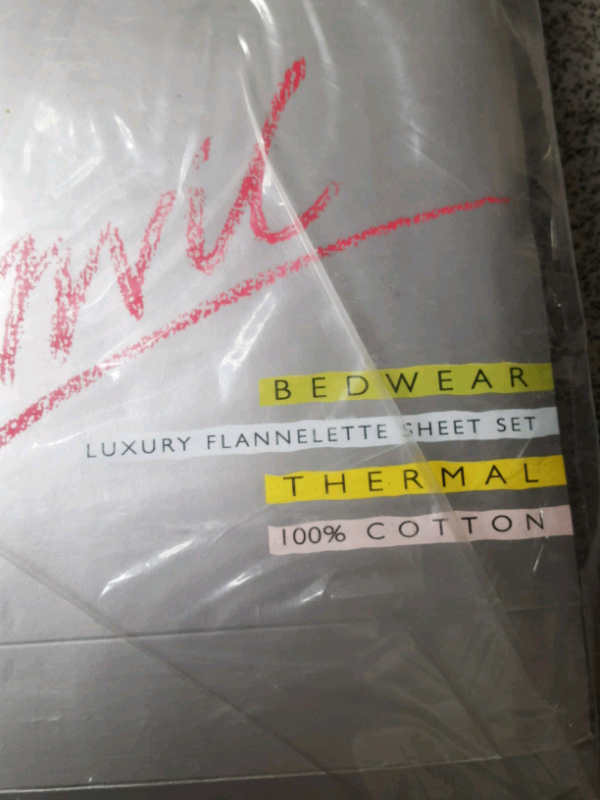 BEDWEAR
LUXURY FLANNELETTE SHEET SET
THERMAL
100% COTTON